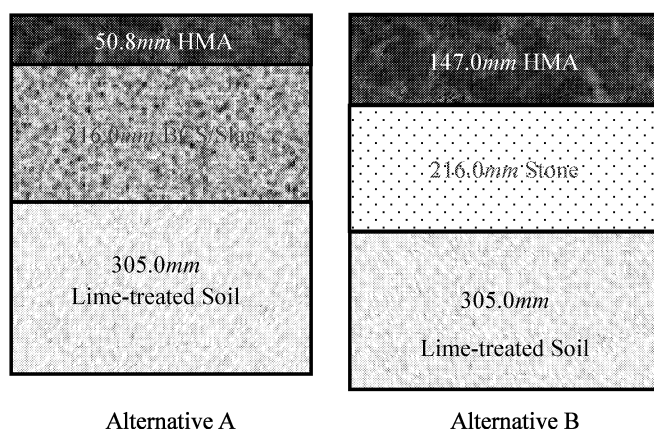 50.8mm HMA
216.0mm BCS/Slag
305.0mm
Lime-treated Soil
Alternative A
147.0mm HMA
216.0mm Stone
305.0mm
Lime-treated Soil
Alternative B